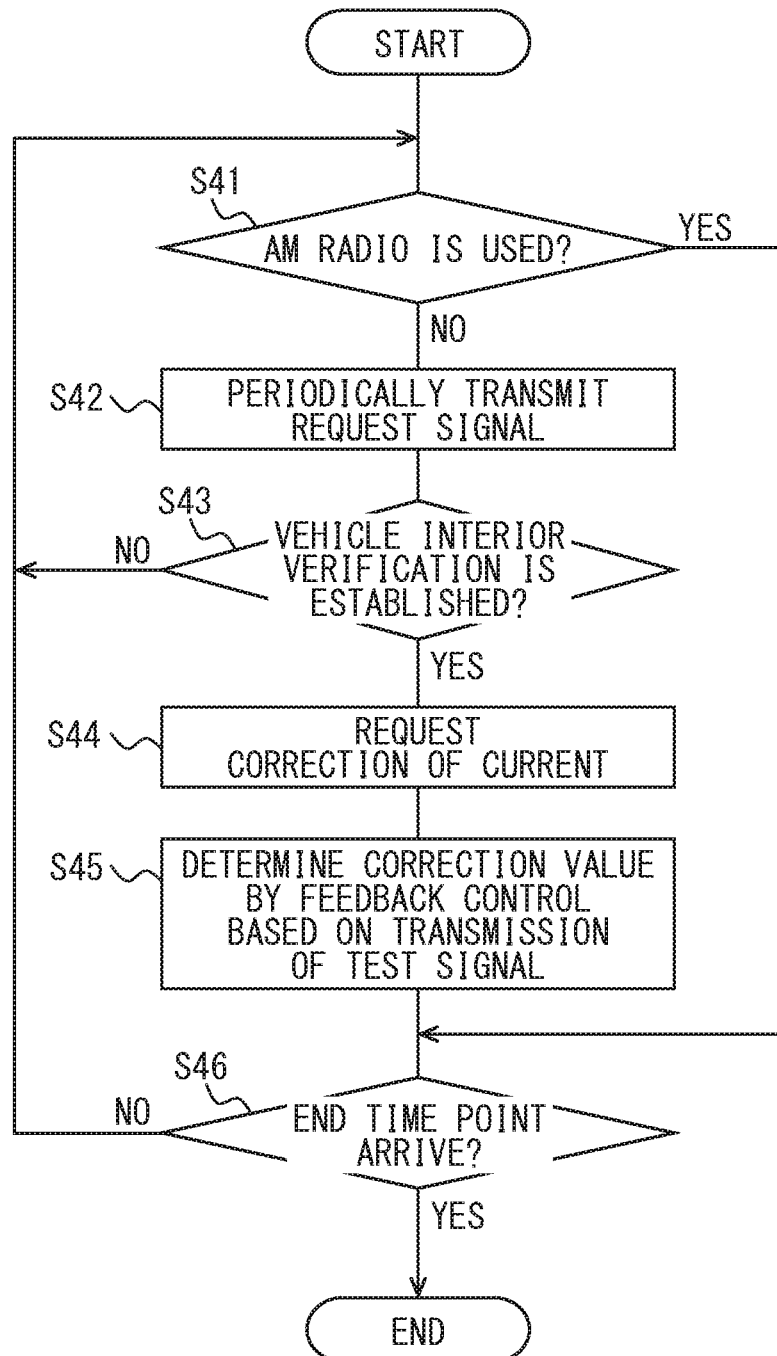 START
S41
AM RADIO IS USED?
YES
NO
S42
PERIODICALLY TRANSMIT
REQUEST SIGNAL
S43
NO
VEHICLE INTERIOR
VERIFICATION IS
ESTABLISHED?
YES
S44
REQUEST
CORRECTION OF CURRENT
S45
DETERMINE CORRECTION VALUE
BY FEEDBACK CONTROL
BASED ON TRANSMISSION
OF TEST SIGNAL
S46
NO
END TIME POINT
ARRIVE?
YES
END